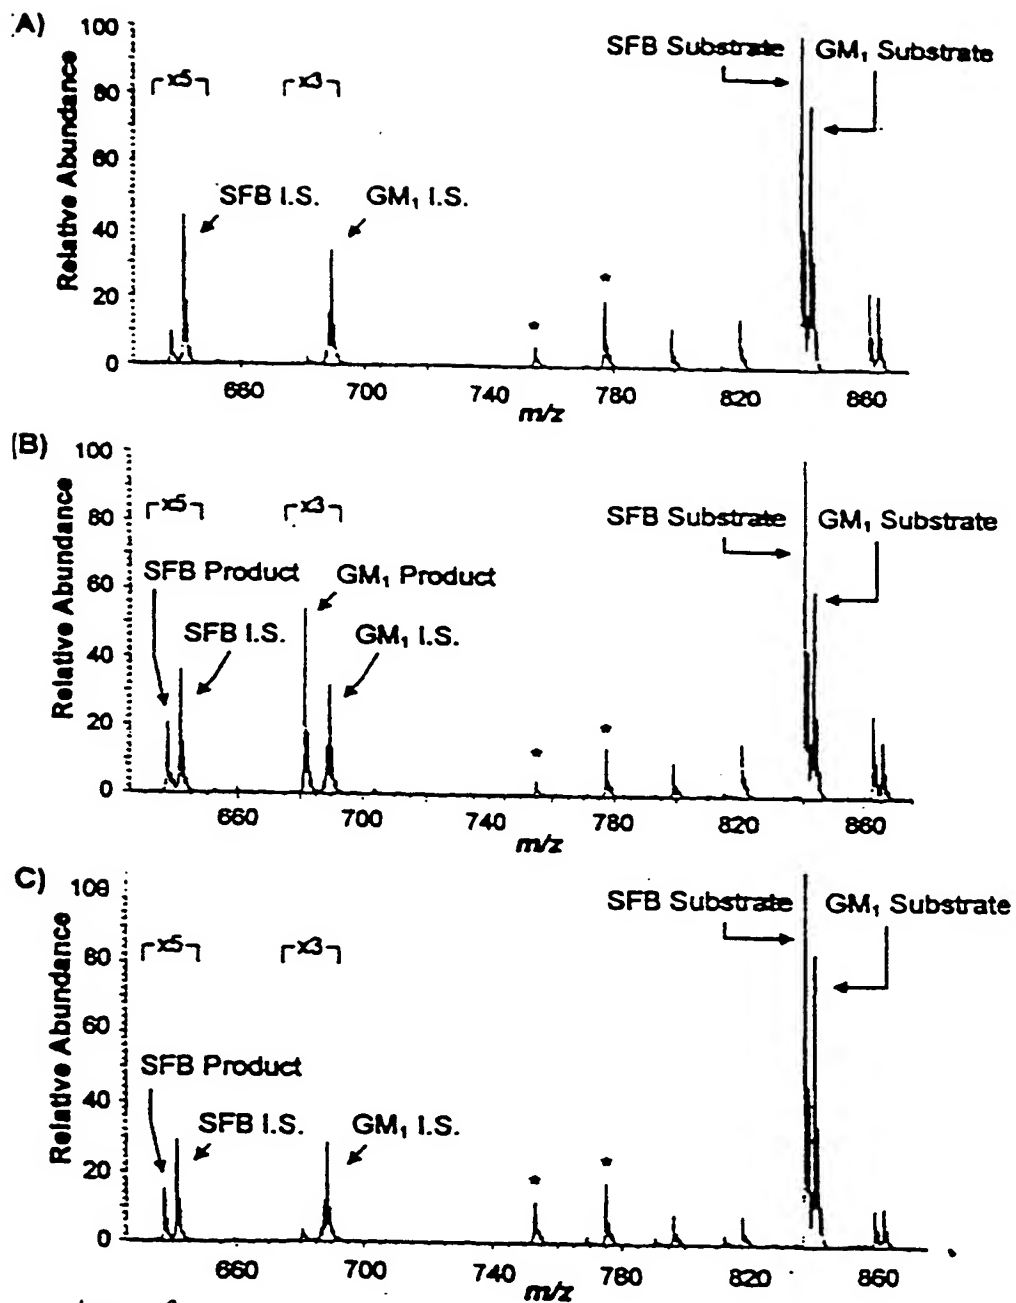 A)
Relative Abundance
100
80
60
40
20
0
x5
x3
SFB I.S.
GM₁ I.S.
*
*
SFB Substrate
GM₁ Substrate
660
700
740
780
820
860
m/z
(B)
Relative Abundance
100
80
60
40
20
0
x5
x3
SFB Product
SFB I.S.
GM₁ Product
GM₁ I.S.
*
*
SFB Substrate
GM₁ Substrate
660
700
740
780
820
860
m/z
C)
Relative Abundance
80
60
40
20
0
x5
x3
SFB Product
SFB I.S.
GM₁ I.S.
*
*
SFB Substrate
GM₁ Substrate
660
700
740
780
820
860
m/z